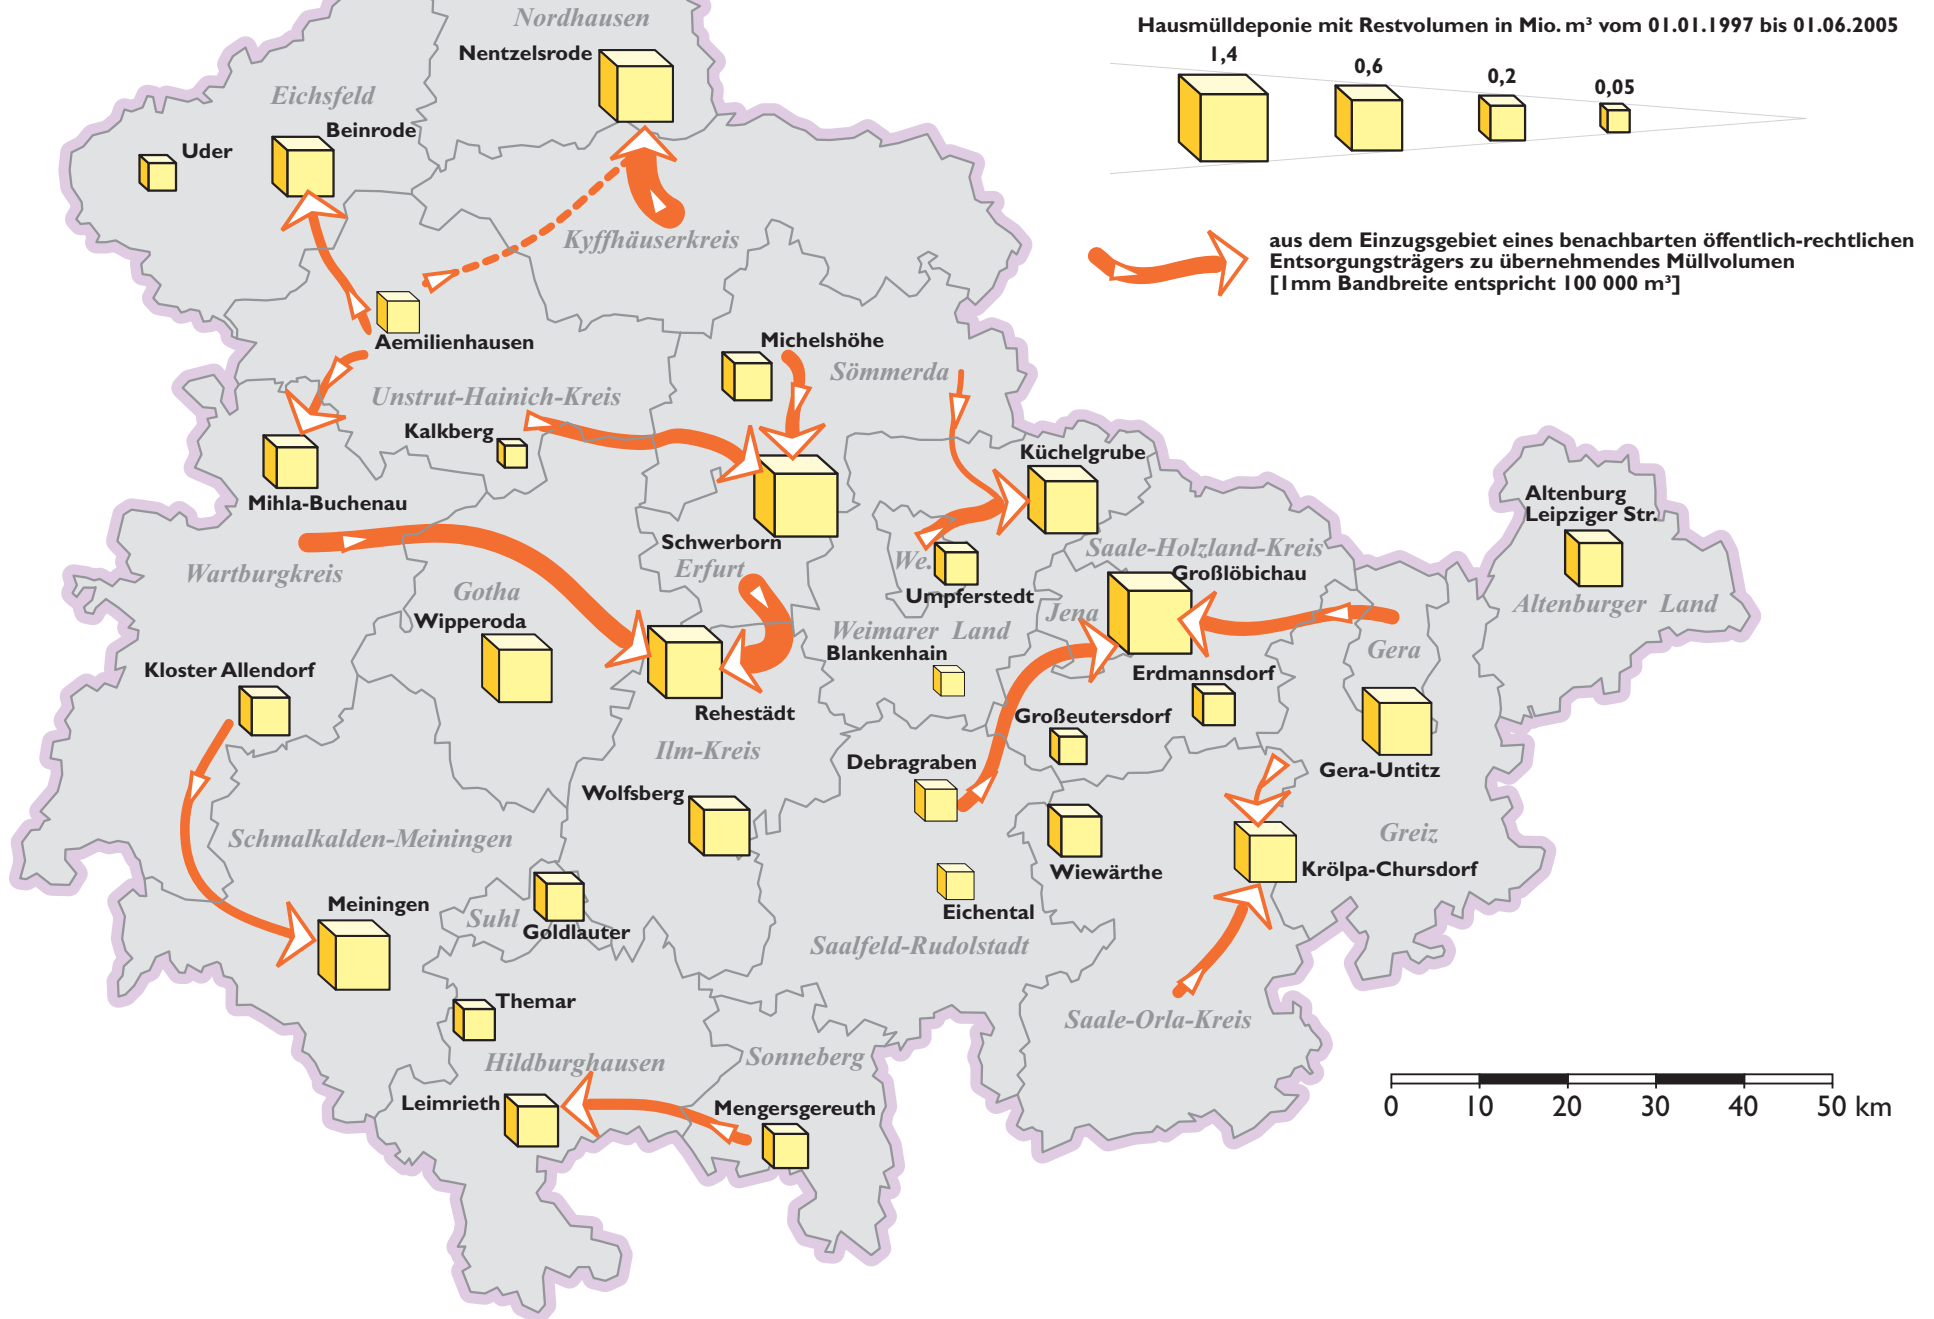 Hausmülldeponie mit Restvolumen in Mio. m³ vom 01.01.1997 bis 01.06.2005
1,4
0,6
0,2
0,05
aus dem Einzugsgebiet eines benachbarten öffentlich-rechtlichen
Entsorgungsträgers zu übernehmendes Müllvolumen
[1mm Bandbreite entspricht 100 000 m³]
Nordhausen
Nentzelsrode
Eichsfeld
Beinrode
Uder
Kyffhäuserkreis
Aemilienhausen
Michelshöhe
Sömmerda
Unstrut-Hainich-Kreis
Kalkberg
Mihla-Buchenau
Küchelgrube
Altenburg
Leipziger Str.
Schwerborn
Erfurt
We.
Saale-Holzland-Kreis
Großlöbichau
Wartburgkreis
Gotha
Wipperoda
Umpferstedt
Jena
Altenburger Land
Weimarer Land
Blankenhain
Gera
Kloster Allendorf
Erdmannsdorf
Rehestädt
Großeutersdorf
Ilm-Kreis
Debragraben
Gera-Untitz
Wolfsberg
Schmalkalden-Meiningen
Greiz
Wiewärthe
Krölpa-Chursdorf
Meiningen
Suhl
Goldlauter
Eichental
Saalfeld-Rudolstadt
Themar
Saale-Orla-Kreis
Hildburghausen
Sonneberg
Leimrieth
Mengersgereuth
0 10 20 30 40 50 km